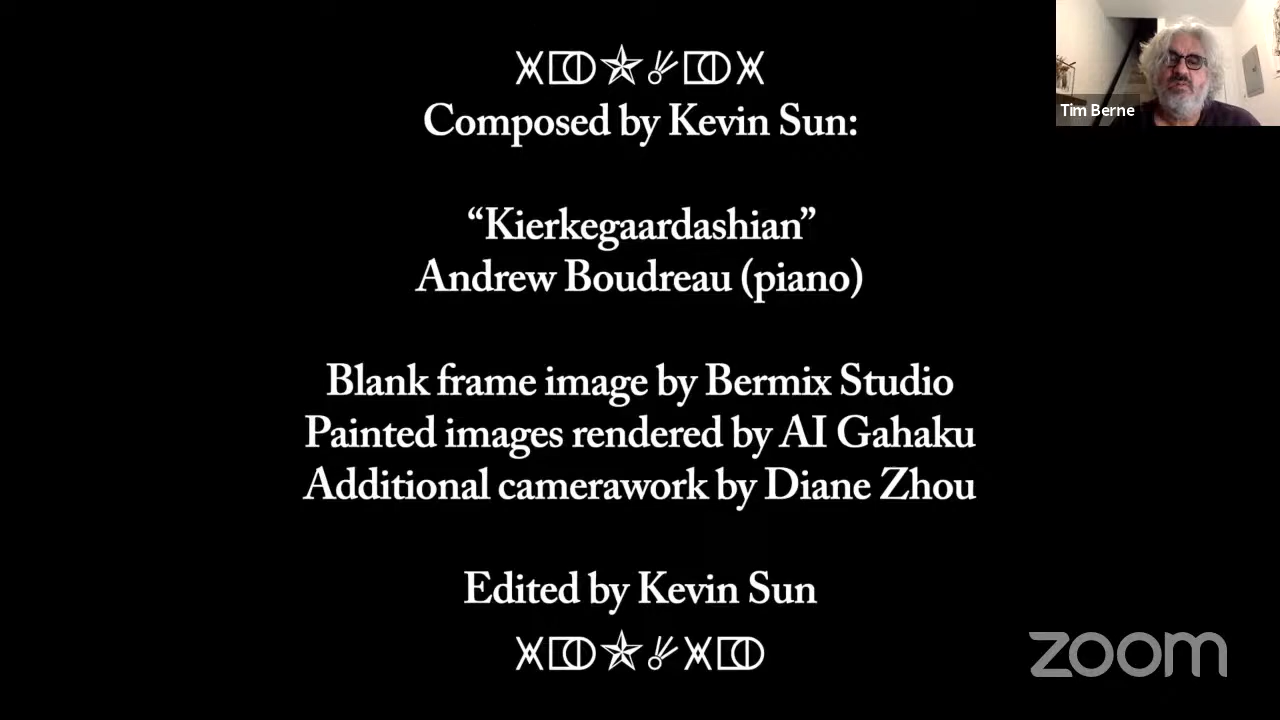 Composed by Kevin Sun:
“Kierkegaardashian”
Andrew Boudreau (piano)
Blank frame image by Bermix Studio
Painted images rendered by AI Gahaku
Additional camerawork by Diane Zhou
Edited by Kevin Sun
Tim Berne
zoom